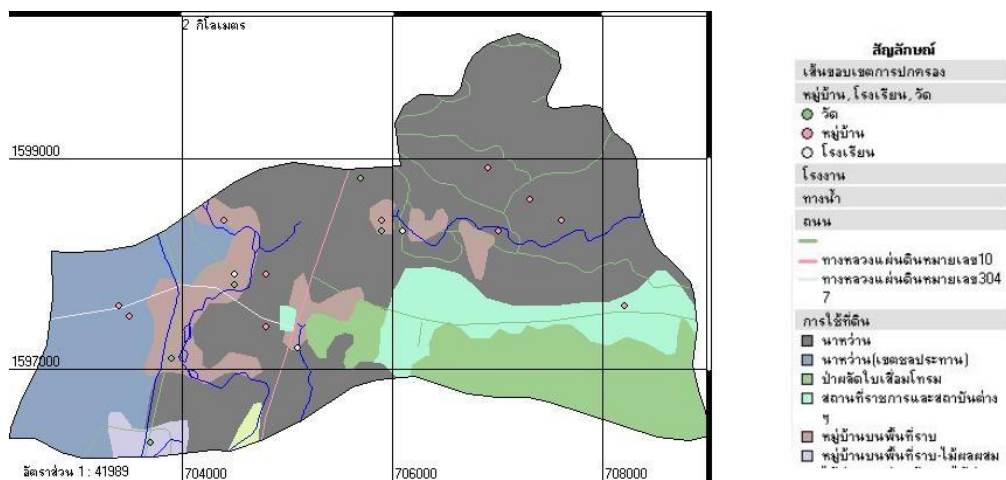 2 กิโลเมตร
1599000
1597000
อัตราส่วน 1 : 41989
704000
706000
708000
สัญลักษณ์
เส้นขอบเขตการปกครอง
หมู่บ้าน, โรงเรียน, วัด
วัด
หมู่บ้าน
โรงเรียน
โรงงาน
ทางน้ำ
ถนน
ทางหลวงแผ่นดินหมายเลข10
ทางหลวงแผ่นดินหมายเลข304
7
การใช้ที่ดิน
นาหว่าน
นาหว่าน(เขตชลประทาน)
ป่าผลัดใบเสื่อมโทรม
สถานที่ราชการและสถาบันต่าง
ๆ
หมู่บ้านบนพื้นที่ราบ
หมู่บ้านบนพื้นที่ราบ-ไม้ผลผสม